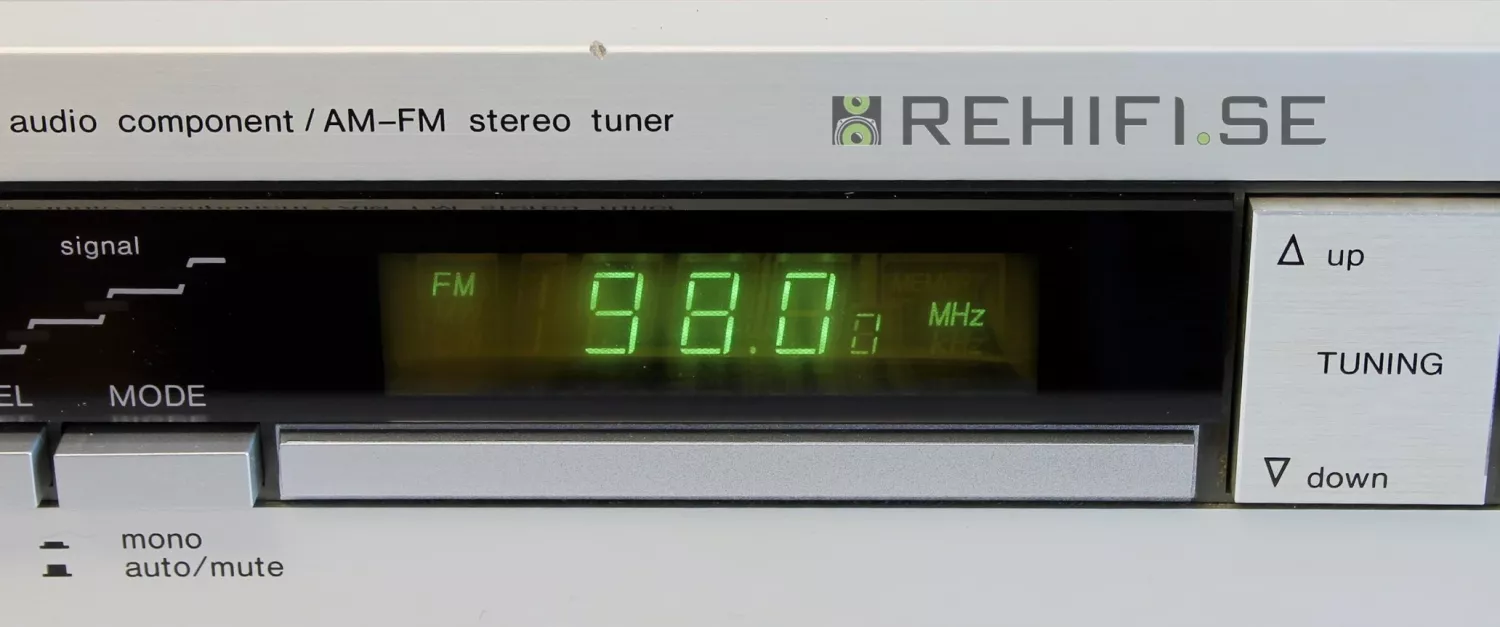 audio component / AM–FM stereo tuner
REHIFI.SE
signal
FM 98.00 MHz
up
TUNING
down
EL MODE
mono
auto/mute